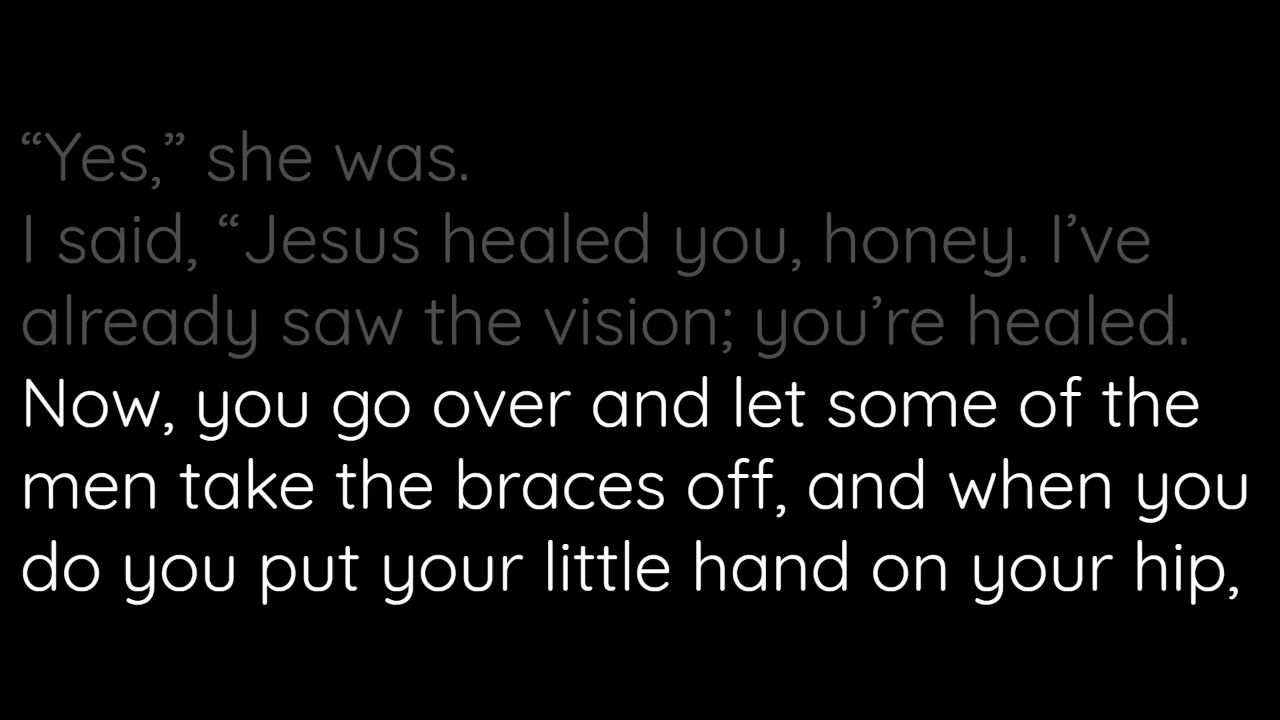 “Yes,” she was.
I said, “Jesus healed you, honey. I’ve
already saw the vision; you’re healed.
Now, you go over and let some of the
men take the braces off, and when you
do you put your little hand on your hip,